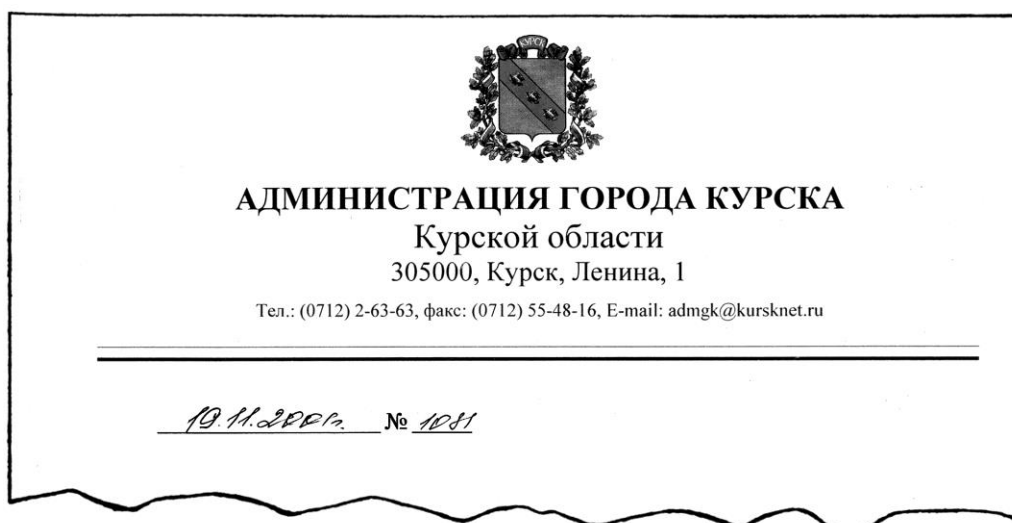 КУРСК
АДМИНИСТРАЦИЯ ГОРОДА КУРСКА
Курской области
305000, Курск, Ленина, 1
Тел.: (0712) 2-63-63, факс: (0712) 55-48-16, E-mail: admgk@kursknet.ru
19.11.2001г. № 1081